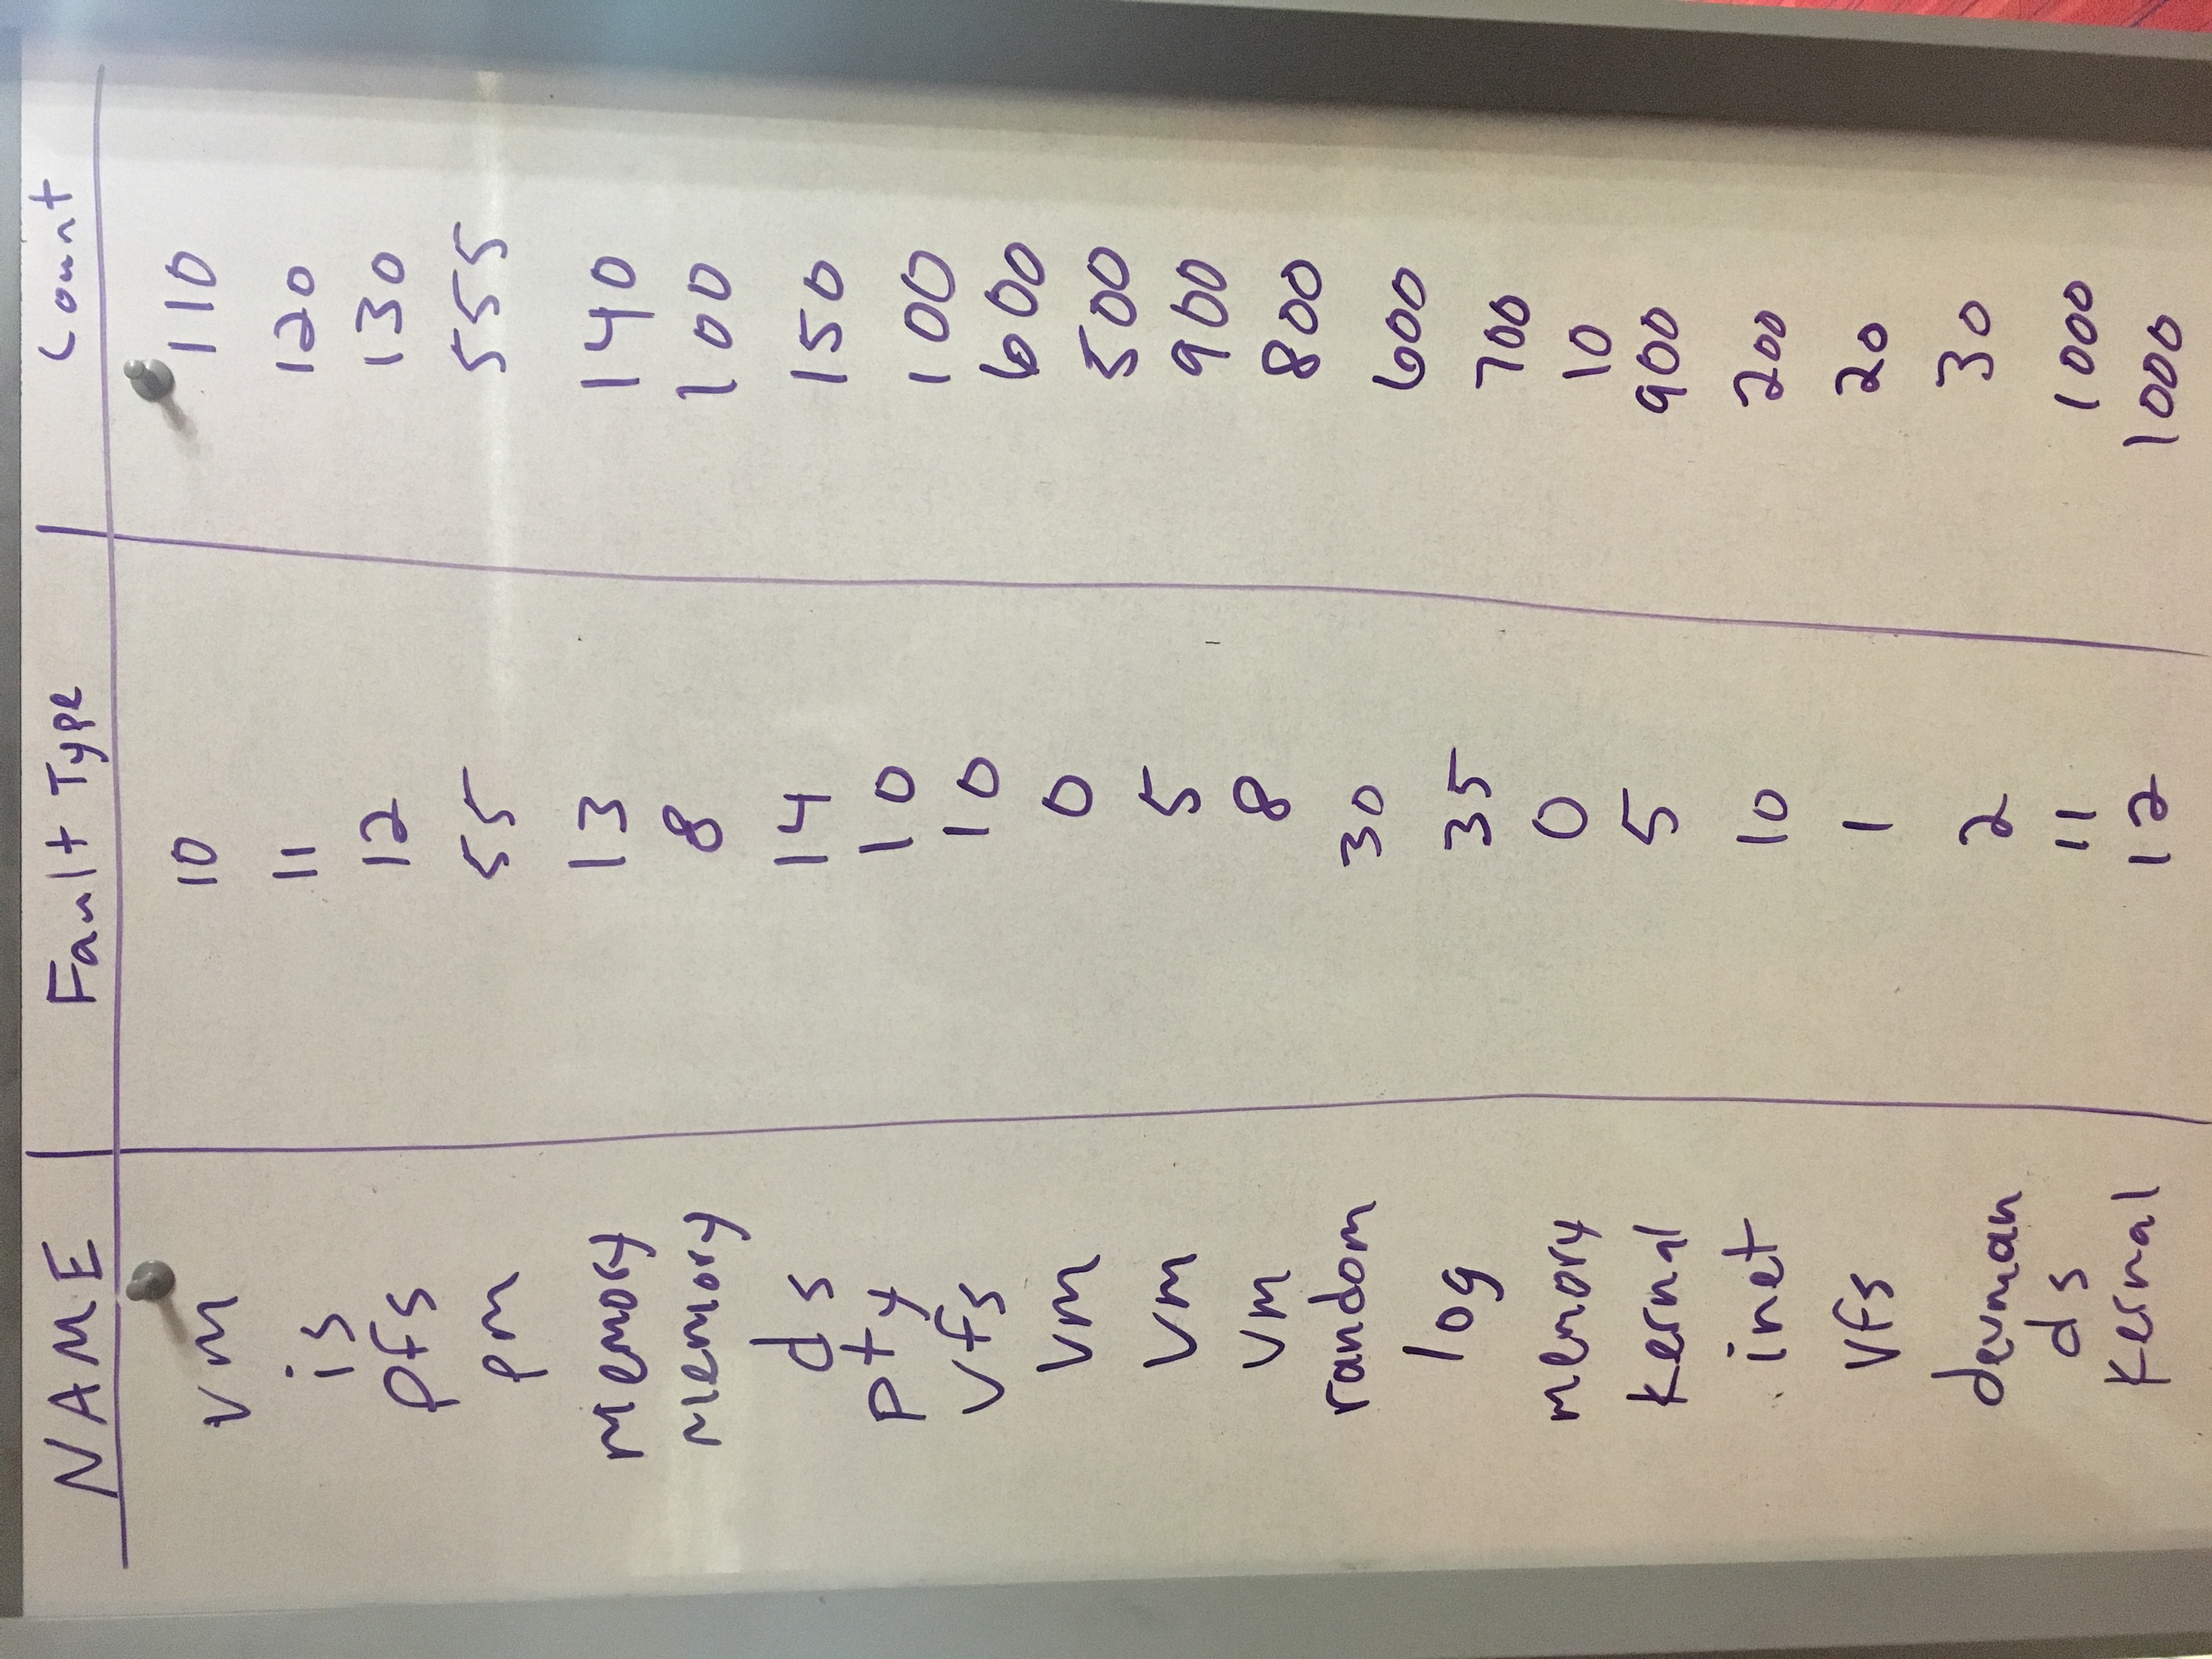 NAME Fault Type Count
vm 10 110
is 11 120
pfs 12 130
pm 55 555
memory 13 140
memory 8 100
ds 14 150
pty 10 100
vfs 10 600
vm 0 500
vm 5 900
vm 8 800
random 30 600
log 35 700
memory 0 10
kernal 5 900
inet 10 200
vfs 1 20
devman 2 30
ds 11 1000
kernal 12 1000